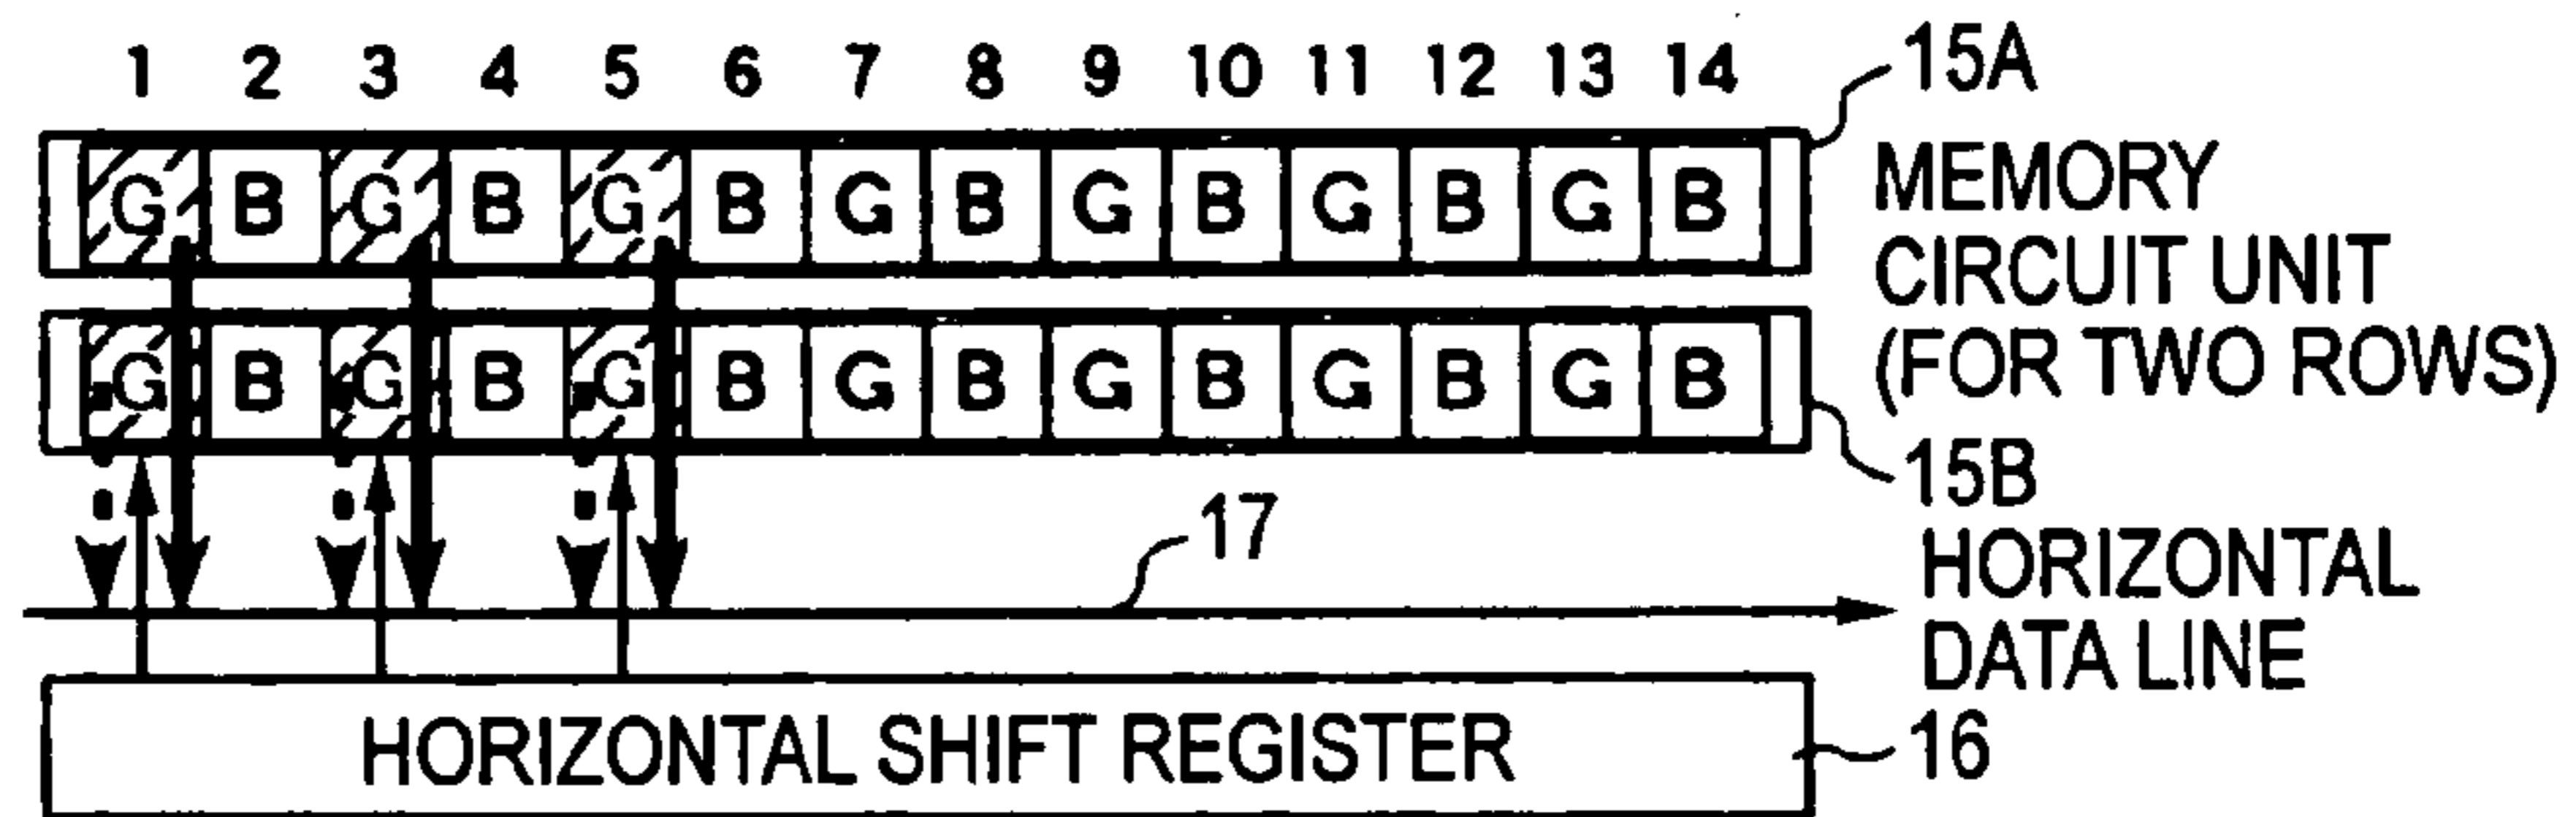 1 2 3 4 5 6 7 8 9 10 11 12 13 14
15A
G B G B G B G B G B G B G B
MEMORY
CIRCUIT UNIT
(FOR TWO ROWS)
G B G B G B G B G B G B G B
15B
17
HORIZONTAL
DATA LINE
HORIZONTAL SHIFT REGISTER
16